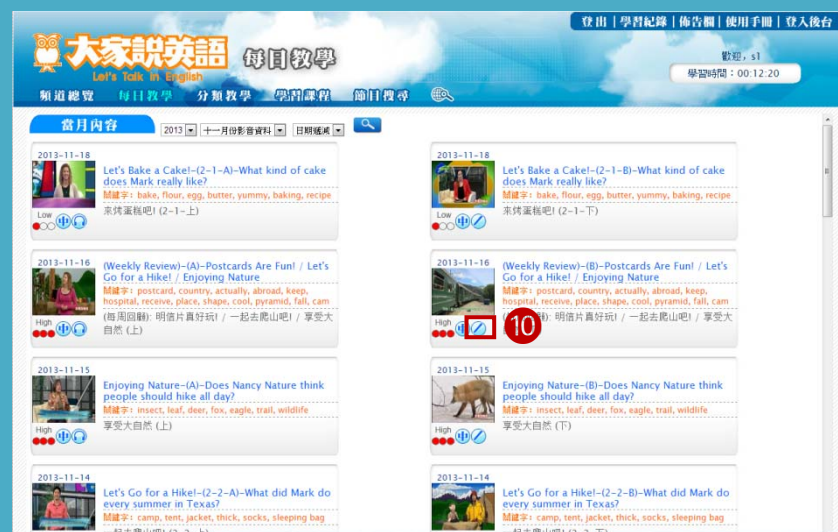 登出 | 學習紀錄 | 佈告欄 | 使用手冊 | 登入後台
大家說英語
Let's Talk in English
每日教學
歡迎, s1
學習時間：00:12:20
頻道總覽 每日教學 分類教學 學習課程 節目搜尋
當月內容 2013 十一月份影音資料 日期遞減
2013-11-18
Let's Bake a Cake!-(2-1-A)-What kind of cake
does Mark really like?
關鍵字: bake, flour, egg, butter, yummy, baking, recipe
來烤蛋糕吧! (2-1-上)
Low 中
2013-11-18
Let's Bake a Cake!-(2-1-B)-What kind of cake
does Mark really like?
關鍵字: bake, flour, egg, butter, yummy, baking, recipe
來烤蛋糕吧! (2-1-下)
Low 中
2013-11-16
(Weekly Review)-(A)-Postcards Are Fun! / Let's
Go for a Hike! / Enjoying Nature
關鍵字: postcard, country, actually, abroad, keep,
hospital, receive, place, shape, cool, pyramid, fall, cam
(每周回顧): 明信片真好玩! / 一起去爬山吧! / 享受大
自然 (上)
High 中
2013-11-16
(Weekly Review)-(B)-Postcards Are Fun! / Let's
Go for a Hike! / Enjoying Nature
關鍵字: postcard, country, actually, abroad, keep,
hospital, receive, place, shape, cool, pyramid, fall, cam
明信片真好玩! / 一起去爬山吧! / 享受大
High 中 10
2013-11-15
Enjoying Nature-(A)-Does Nancy Nature think
people should hike all day?
關鍵字: insect, leaf, deer, fox, eagle, trail, wildlife
享受大自然 (上)
High 中
2013-11-15
Enjoying Nature-(B)-Does Nancy Nature think
people should hike all day?
關鍵字: insect, leaf, deer, fox, eagle, trail, wildlife
享受大自然 (下)
High 中
2013-11-14
Let's Go for a Hike!-(2-2-A)-What did Mark do
every summer in Texas?
關鍵字: camp, tent, jacket, thick, socks, sleeping bag
2013-11-14
Let's Go for a Hike!-(2-2-B)-What did Mark do
every summer in Texas?
關鍵字: camp, tent, jacket, thick, socks, sleeping bag